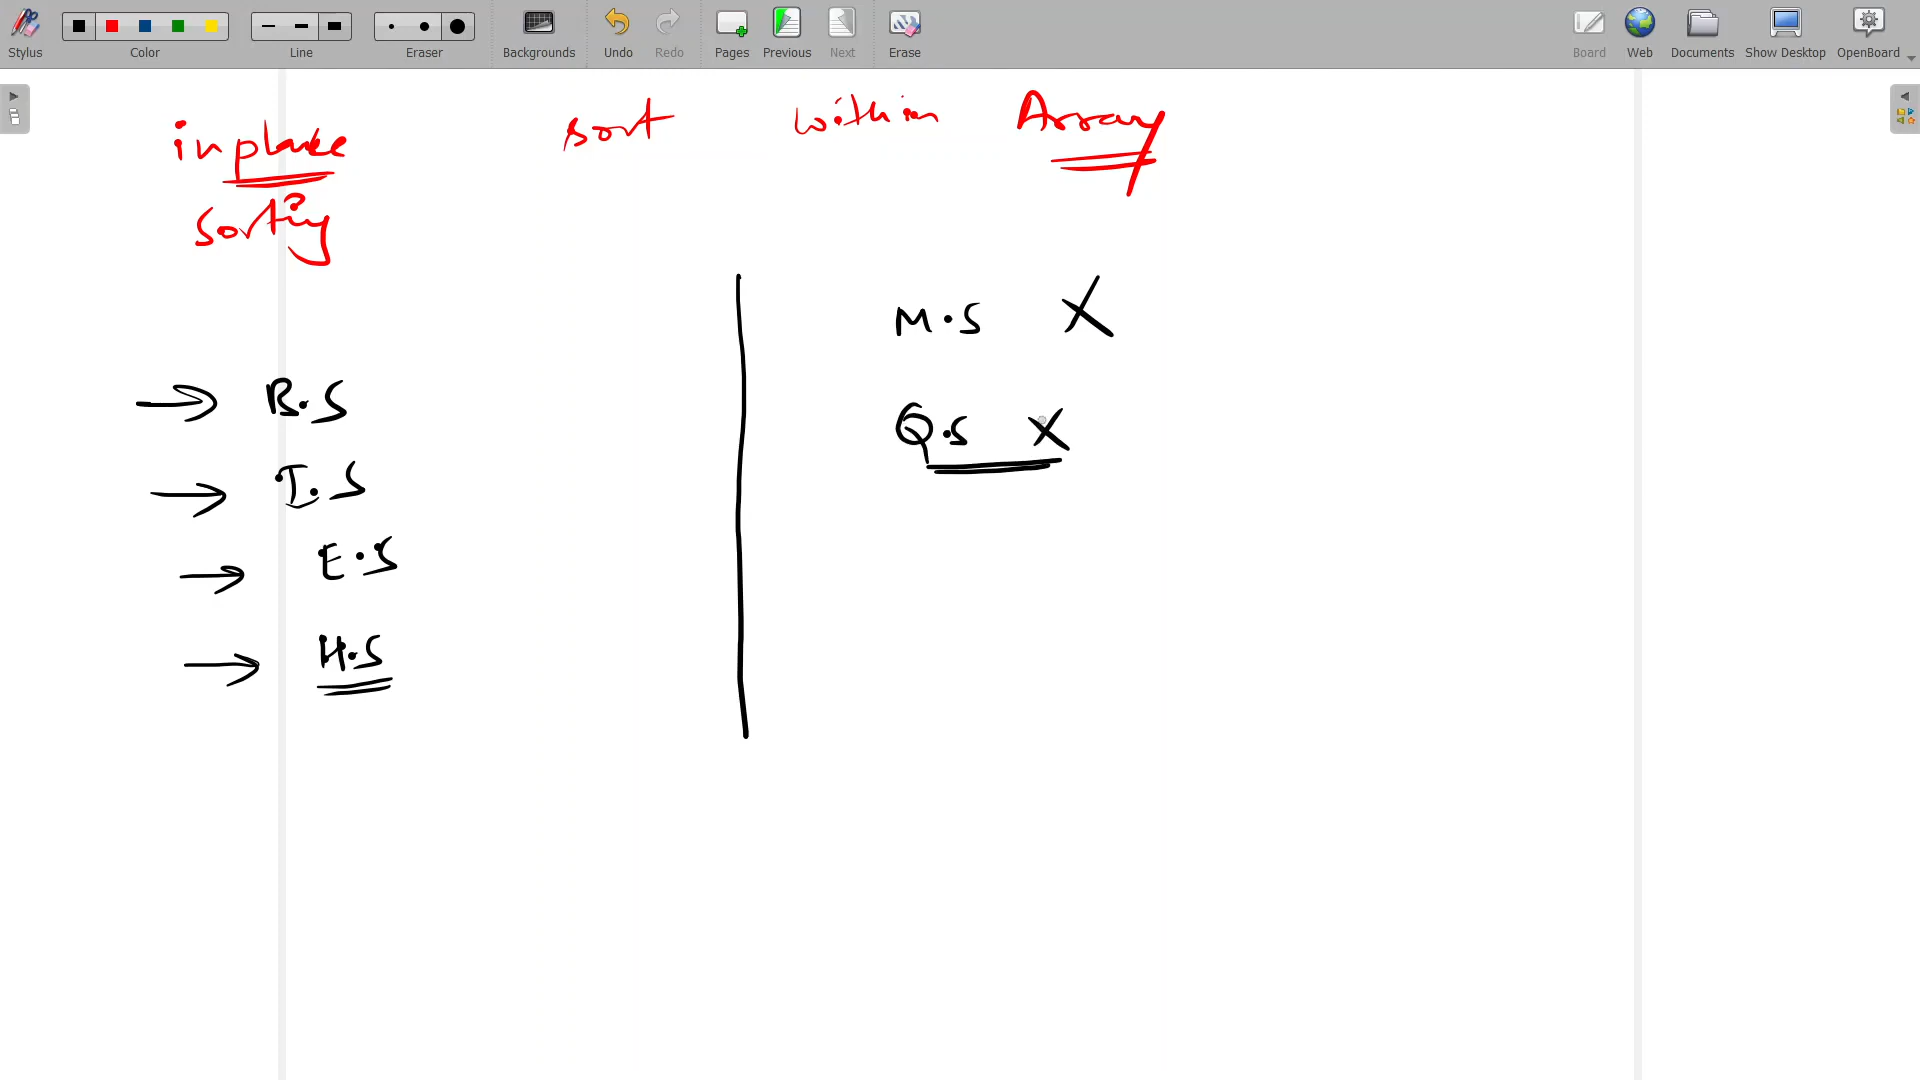 Stylus
Color
Line
Eraser
Backgrounds
Undo
Redo
Pages
Previous
Next
Erase
Board
Web
Documents
Show Desktop
OpenBoard
inplace sort within Array
sorting
M.S X
B.S
Q.S X
I.S
E.S
H.S